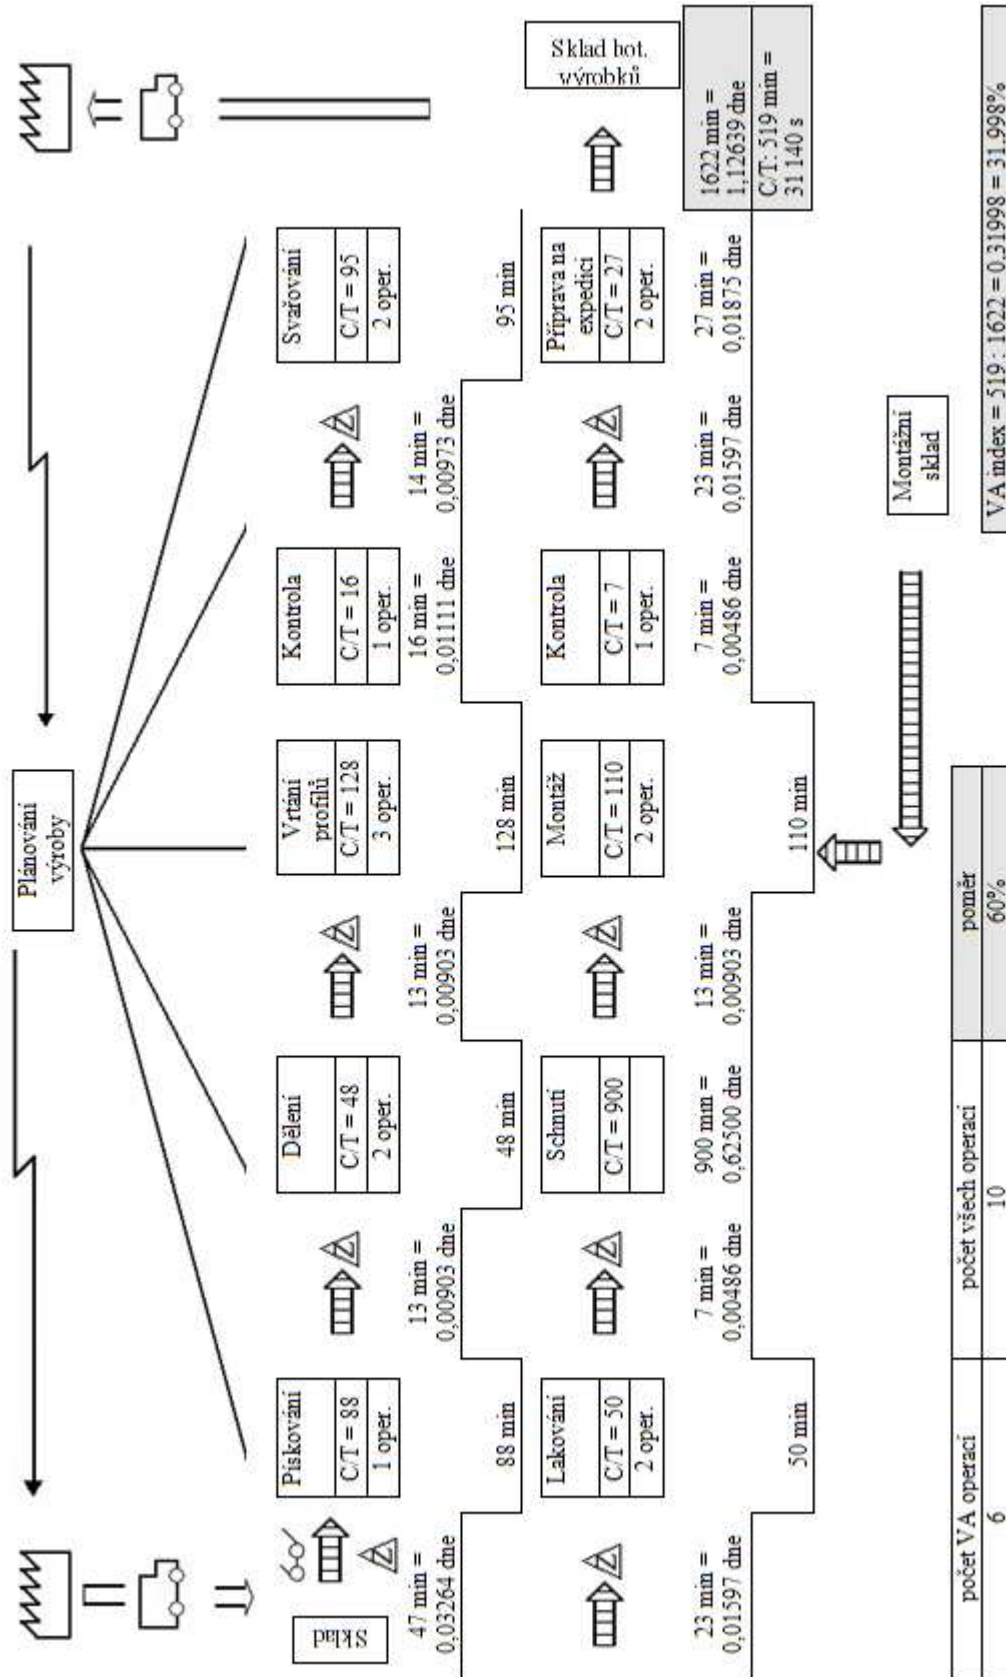 Plánování
výroby
Sklad
Pískování
C/T = 88
1 oper.
Dělení
C/T = 48
2 oper.
Vrtání
profilů
C/T = 128
3 oper.
Kontrola
C/T = 16
1 oper.
Svařování
C/T = 95
2 oper.
47 min =
0,03264 dne
88 min
13 min =
0,00903 dne
48 min
13 min =
0,00903 dne
128 min
16 min =
0,01111 dne
14 min =
0,00973 dne
95 min
Lakování
C/T = 50
2 oper.
Schnutí
C/T = 900
Montáž
C/T = 110
2 oper.
Kontrola
C/T = 7
1 oper.
Příprava na
expedici
C/T = 27
2 oper.
Sklad hot.
výrobků
23 min =
0,01597 dne
50 min
7 min =
0,00486 dne
900 min =
0,62500 dne
13 min =
0,00903 dne
110 min
7 min =
0,00486 dne
23 min =
0,01597 dne
27 min =
0,01875 dne
1622 min =
1,12639 dne
C/T: 519 min =
31 140 s
Montážní
sklad
počet VA operací
počet všech operací
poměr
6
10
60%
VA index = 519 : 1622 = 0.31998 = 31.998%